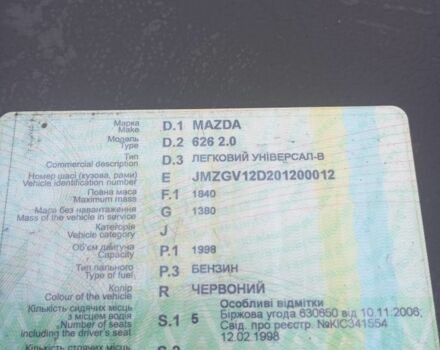 Марка
Make D.1 MAZDA
Модель
Type D.2 626 2.0
Тип
Commercial description D.3 ЛЕГКОВИЙ УНІВЕРСАЛ-В
Номер шасі (кузова, рами)
Vehicle identification number E JMZGV12D201200012
Повна маса
Maximum mass F.1 1840
Маса без навантаження
Mass of the vehicle in service G 1380
Категорія
Vehicle category J
Об'єм двигуна
Capacity P.1 1998
Тип пального
Type of fuel P.3 БЕНЗИН
Колір
Colour of the vehicle R ЧЕРВОНИЙ
Кількість сидячих місць
з місцем водія
Number of seats
including the driver's seat S.1 5
Особливі відмітки
Біржова угода 630650 від 10.11.2006;
Свід. про реєстр. №КІС341554
12.02.1998
Кількість стоячих місць